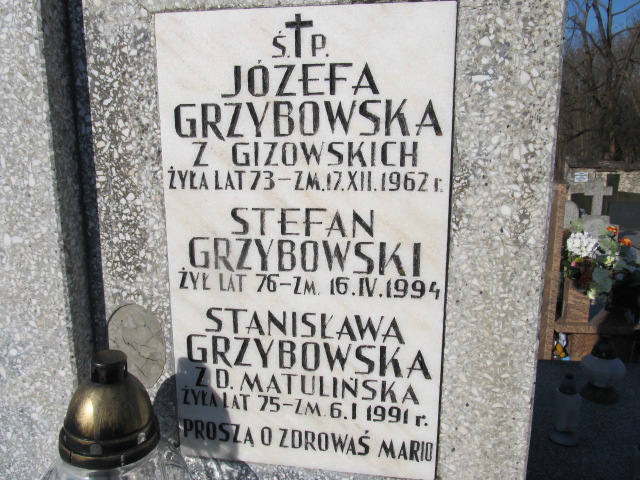 Ś. P.
JÓZEFA
GRZYBOWSKA
Z GIZOWSKICH
ŻYŁA LAT 73 – ZM. 17.XII.1962 r.
STEFAN
GRZYBOWSKI
ŻYŁ LAT 76 – ZM. 16.IV.1994
STANISŁAWA
GRZYBOWSKA
Z D. MATULIŃSKA
ŻYŁA LAT 75 – ZM. 6.I 1991 r.
PROSZĄ O ZDROWAŚ MARIO